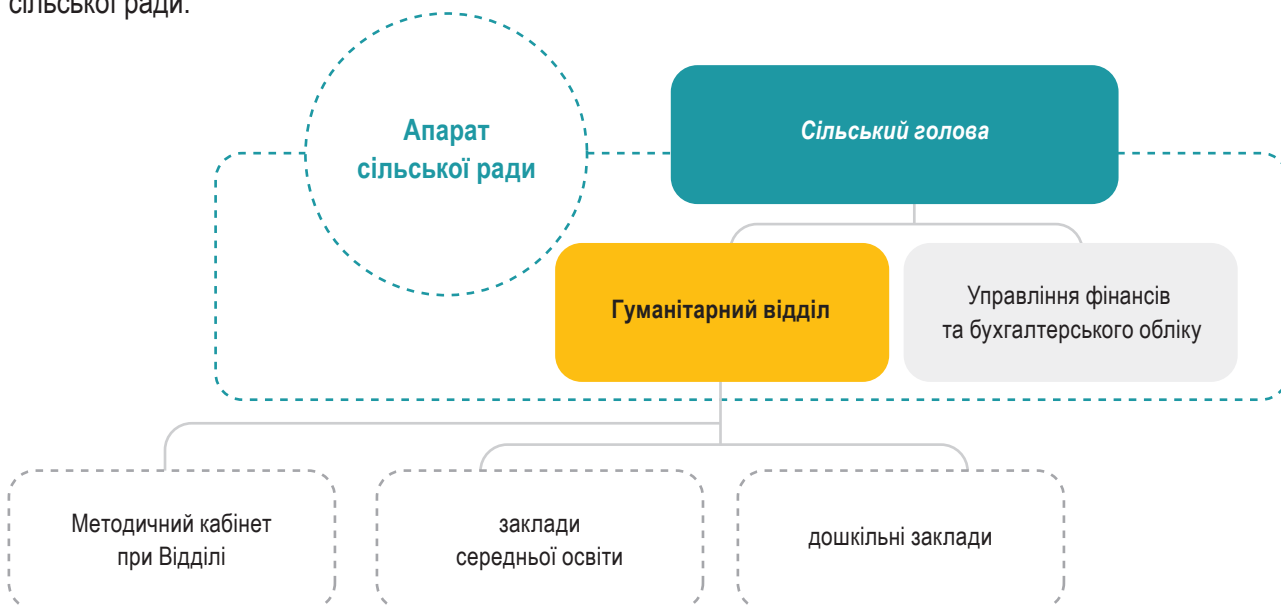 сільської ради.
Апарат
сільської ради
Сільський голова
Гуманітарний відділ
Управління фінансів
та бухгалтерського обліку
Методичний кабінет
при Відділі
заклади
середньої освіти
дошкільні заклади